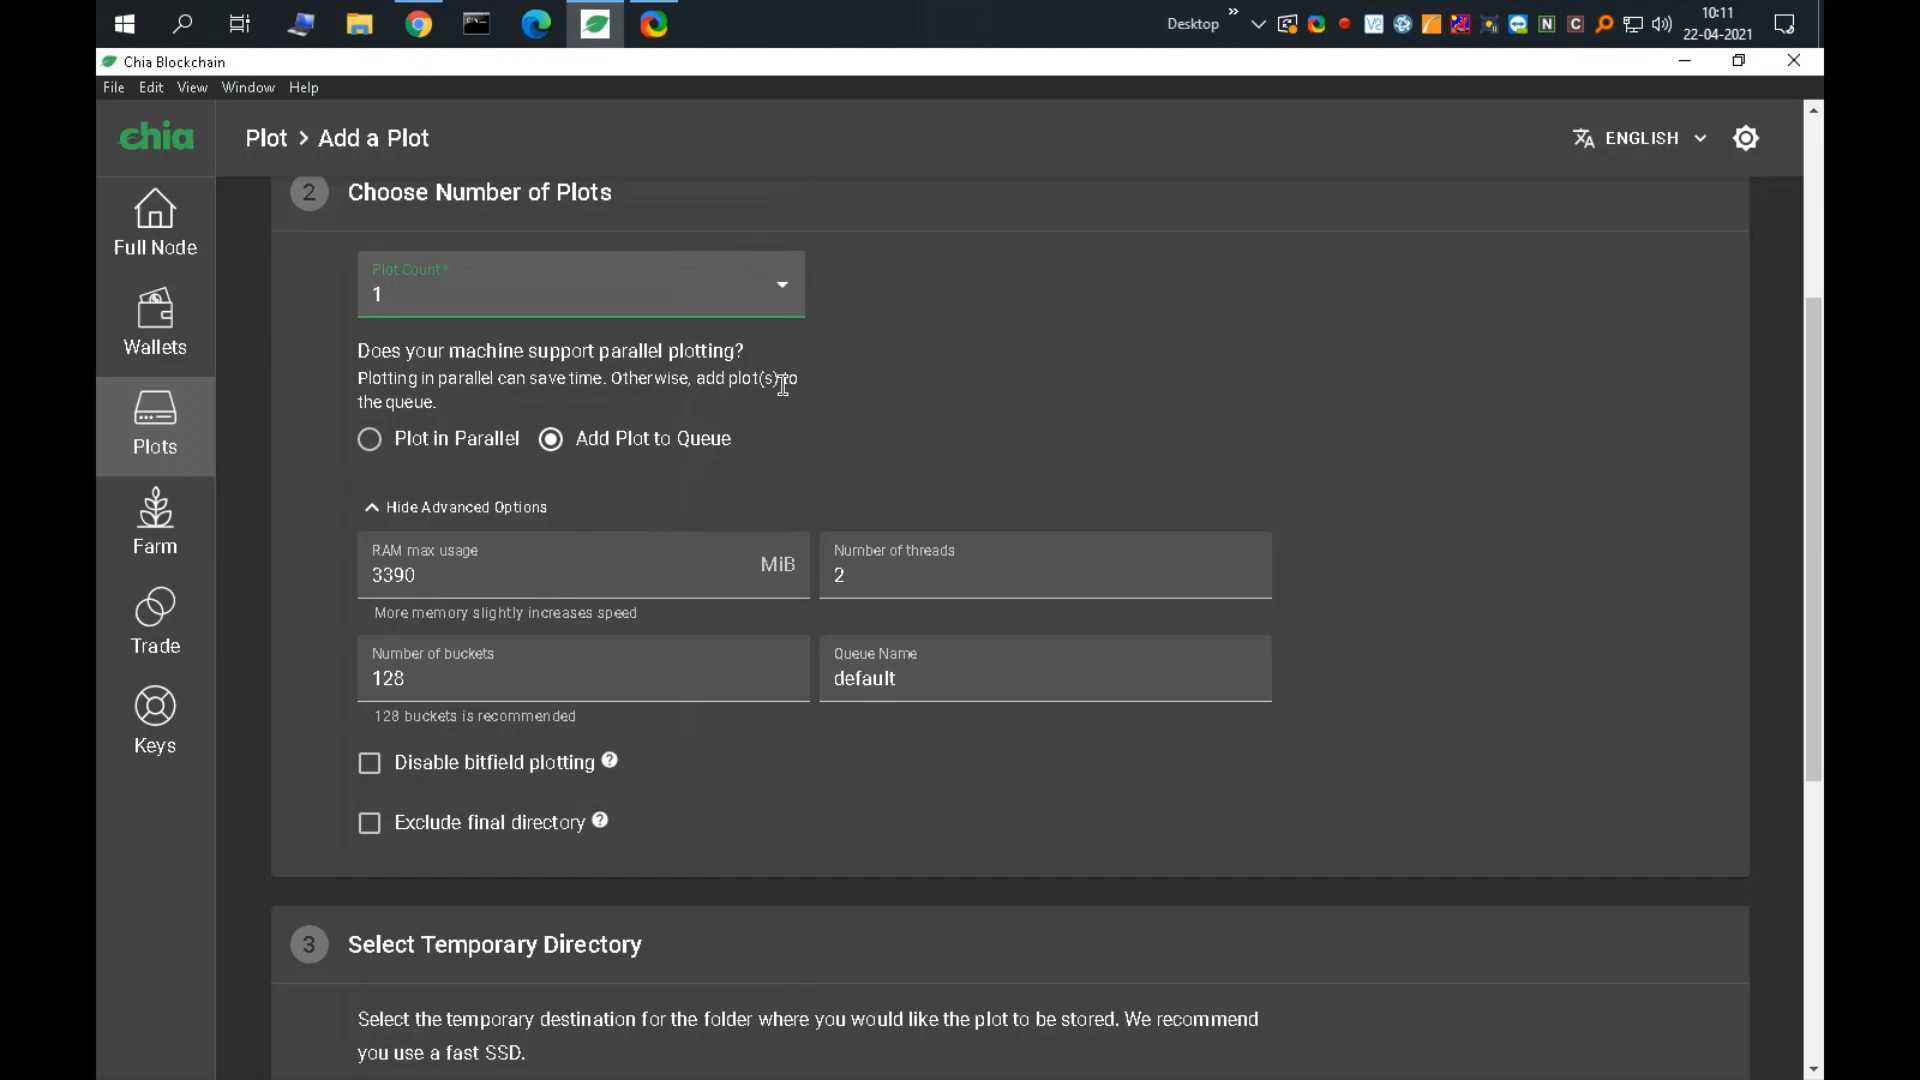 Desktop
10:11
22-04-2021
Chia Blockchain
File Edit View Window Help
chia
Plot > Add a Plot
ENGLISH
Full Node
Wallets
Plots
Farm
Trade
Keys
2 Choose Number of Plots
Plot Count*
1
Does your machine support parallel plotting?
Plotting in parallel can save time. Otherwise, add plot(s) to
the queue.
Plot in Parallel Add Plot to Queue
Hide Advanced Options
RAM max usage
3390 MiB
More memory slightly increases speed
Number of threads
2
Number of buckets
128
128 buckets is recommended
Queue Name
default
Disable bitfield plotting ?
Exclude final directory ?
3 Select Temporary Directory
Select the temporary destination for the folder where you would like the plot to be stored. We recommend
you use a fast SSD.